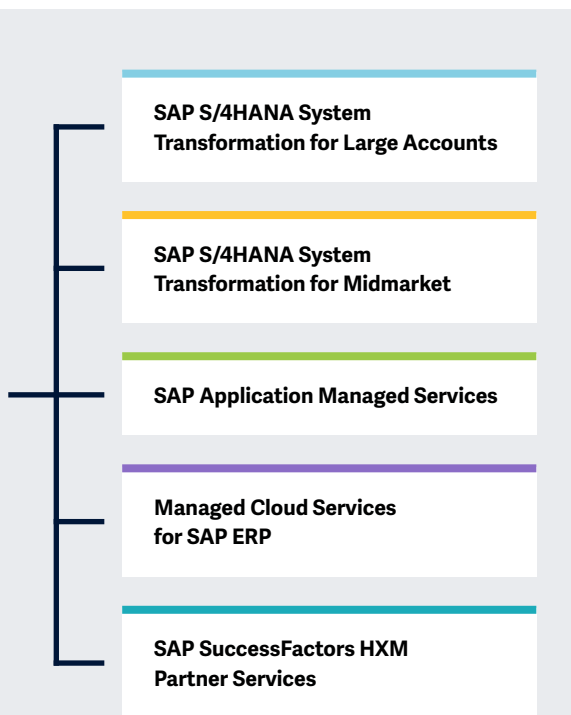 SAP S/4HANA System
Transformation for Large Accounts
SAP S/4HANA System
Transformation for Midmarket
SAP Application Managed Services
Managed Cloud Services
for SAP ERP
SAP SuccessFactors HXM
Partner Services